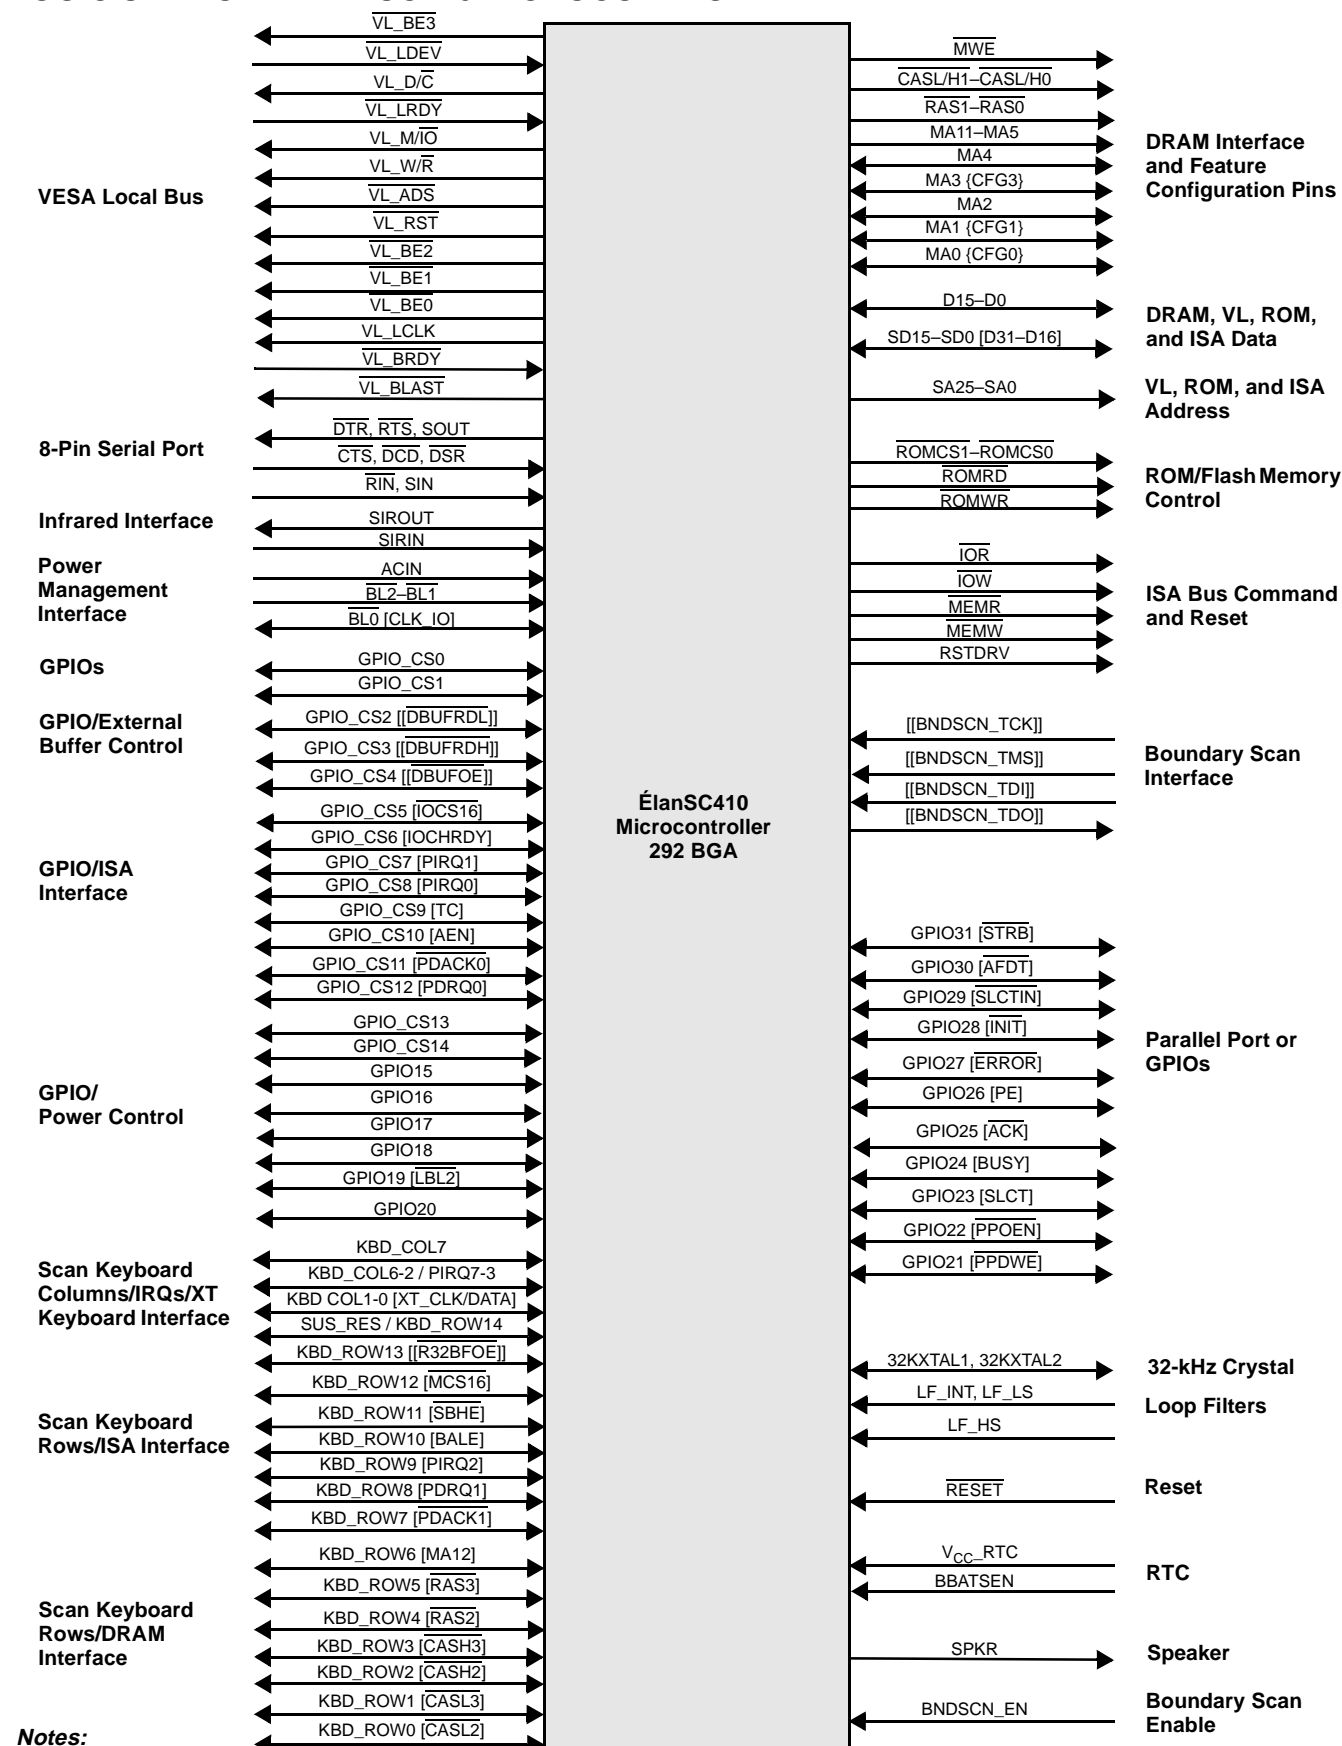 VL_BE3
VL_LDEV
VL_D/C
VL_LRDY
VL_M/IO
VL_W/R
VESA Local Bus
VL_ADS
VL_RST
VL_BE2
VL_BE1
VL_BE0
VL_LCLK
VL_BRDY
VL_BLAST
8-Pin Serial Port
DTR, RTS, SOUT
CTS, DCD, DSR
RIN, SIN
Infrared Interface
SIROUT
SIRIN
Power
Management
Interface
ACIN
BL2–BL1
BL0 [CLK_IO]
GPIOs
GPIO_CS0
GPIO_CS1
GPIO/External
Buffer Control
GPIO_CS2 [[DBUFRDL]]
GPIO_CS3 [[DBUFRDH]]
GPIO_CS4 [[DBUFOE]]
GPIO/ISA
Interface
GPIO_CS5 [IOCS16]
GPIO_CS6 [IOCHRDY]
GPIO_CS7 [PIRQ1]
GPIO_CS8 [PIRQ0]
GPIO_CS9 [TC]
GPIO_CS10 [AEN]
GPIO_CS11 [PDACK0]
GPIO_CS12 [PDRQ0]
GPIO/
Power Control
GPIO_CS13
GPIO_CS14
GPIO15
GPIO16
GPIO17
GPIO18
GPIO19 [LBL2]
GPIO20
Scan Keyboard
Columns/IRQs/XT
Keyboard Interface
KBD_COL7
KBD_COL6-2 / PIRQ7-3
KBD COL1-0 [XT_CLK/DATA]
SUS_RES / KBD_ROW14
KBD_ROW13 [[R32BFOE]]
Scan Keyboard
Rows/ISA Interface
KBD_ROW12 [MCS16]
KBD_ROW11 [SBHE]
KBD_ROW10 [BALE]
KBD_ROW9 [PIRQ2]
KBD_ROW8 [PDRQ1]
KBD_ROW7 [PDACK1]
Scan Keyboard
Rows/DRAM
Interface
KBD_ROW6 [MA12]
KBD_ROW5 [RAS3]
KBD_ROW4 [RAS2]
KBD_ROW3 [CASH3]
KBD_ROW2 [CASH2]
KBD_ROW1 [CASL3]
KBD_ROW0 [CASL2]
Notes:
ÉlanSC410
Microcontroller
292 BGA
MWE
CASL/H1–CASL/H0
RAS1–RAS0
MA11–MA5
MA4
MA3 {CFG3}
MA2
MA1 {CFG1}
MA0 {CFG0}
DRAM Interface
and Feature
Configuration Pins
D15–D0
SD15–SD0 [D31–D16]
DRAM, VL, ROM,
and ISA Data
SA25–SA0
VL, ROM, and ISA
Address
ROMCS1–ROMCS0
ROMRD
ROMWR
ROM/Flash Memory
Control
IOR
IOW
MEMR
MEMW
RSTDRV
ISA Bus Command
and Reset
[[BNDSCN_TCK]]
[[BNDSCN_TMS]]
[[BNDSCN_TDI]]
[[BNDSCN_TDO]]
Boundary Scan
Interface
GPIO31 [STRB]
GPIO30 [AFDT]
GPIO29 [SLCTIN]
GPIO28 [INIT]
GPIO27 [ERROR]
GPIO26 [PE]
GPIO25 [ACK]
GPIO24 [BUSY]
GPIO23 [SLCT]
GPIO22 [PPOEN]
GPIO21 [PPDWE]
Parallel Port or
GPIOs
32KXTAL1, 32KXTAL2
32-kHz Crystal
LF_INT, LF_LS
LF_HS
Loop Filters
RESET
Reset
VCC_RTC
BBATSEN
RTC
SPKR
Speaker
BNDSCN_EN
Boundary Scan
Enable